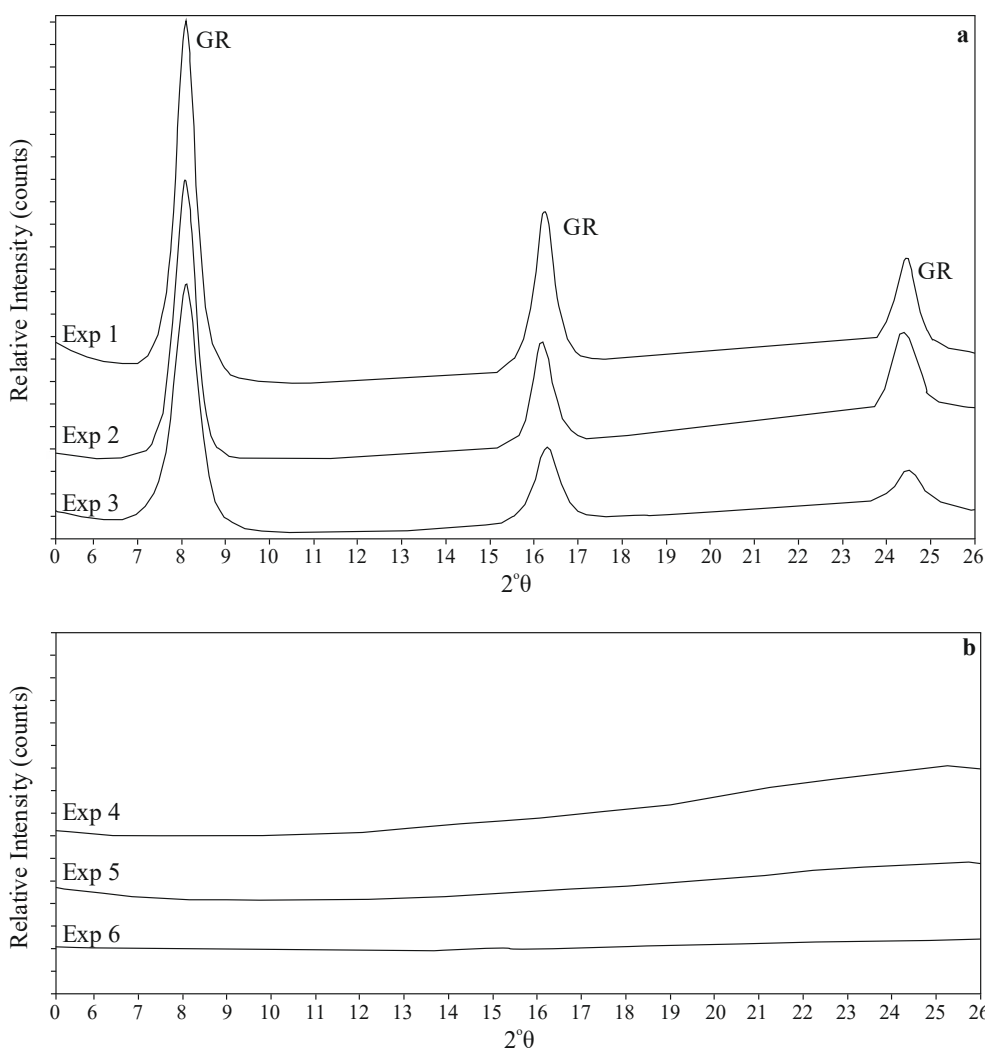 a
GR
GR
GR
Relative Intensity (counts)
Exp 1
Exp 2
Exp 3
0 6 7 8 9 10 11 12 13 14 15 16 17 18 19 20 21 22 23 24 25 26
2°θ
b
Relative Intensity (counts)
Exp 4
Exp 5
Exp 6
0 6 7 8 9 10 11 12 13 14 15 16 17 18 19 20 21 22 23 24 25 26
2°θ